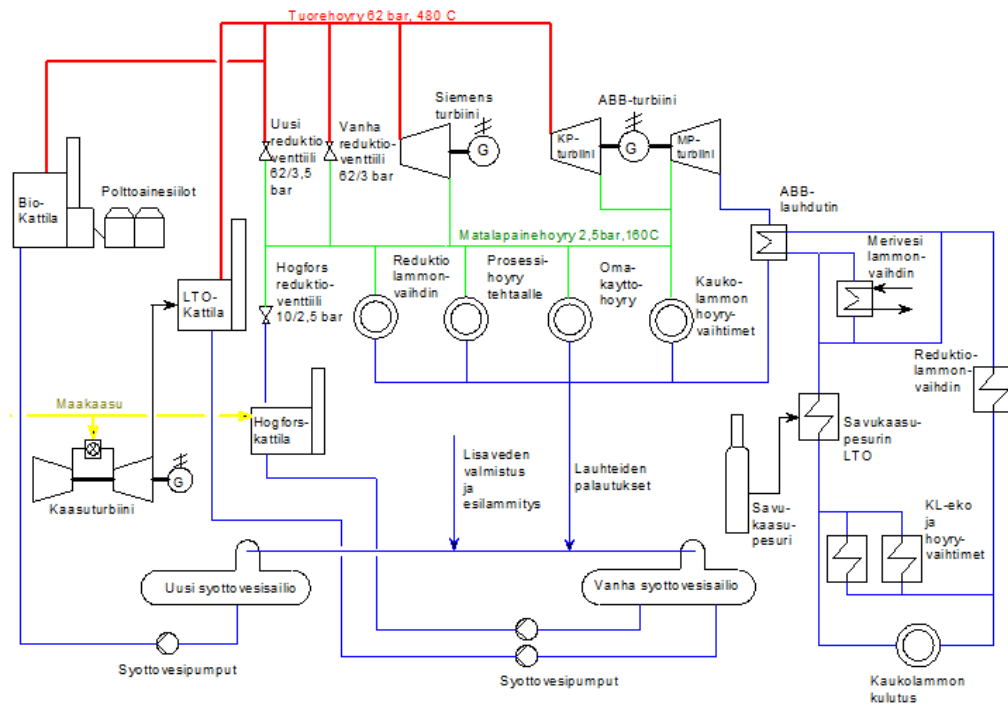 Tuorehoyry 62 bar, 480 C
Uusi
reduktio
venttiili
62/3,5
bar
Vanha
reduktio-
venttiili
62/3 bar
Siemens
turbiini
G
ABB-turbiini
KP-
turbiini
G
MP-
turbiini
Bio-
Kattila
Polttoainesiilot
ABB-
lauhdutin
Merivesi
lammon-
vaihdin
Matalapainehoyry 2,5bar,160C
LTO-
Kattila
Hogfors
reduktio-
venttiili
10/2,5 bar
Reduktio
lammon-
vaihdin
Prosessi-
hoyry
tehtaalle
Oma-
kaytto-
hoyry
Kauko-
lammon
hoyry-
vaihtimet
Reduktio-
lammon-
vaihdin
Maakaasu
Hogfors-
kattila
G
Kaasuturbiini
Lisaveden
valmistus
ja
esilammitys
Lauhteiden
palautukset
Savukaasu-
pesurin
LTO
Savu-
kaasu-
pesuri
KL-eko
ja
hoyry-
vaihtimet
Uusi syottovesisailio
Vanha syottovesisailio
Syottovesipumput
Syottovesipumput
Kaukolammon
kulutus